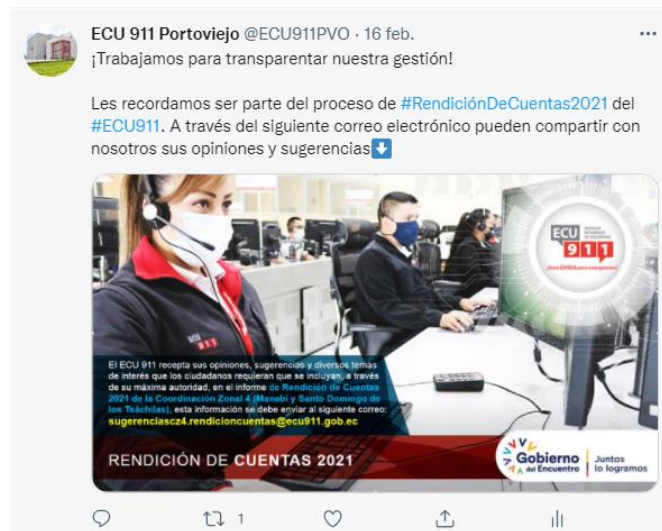 ECU 911 Portoviejo @ECU911PVO · 16 feb.
¡Trabajamos para transparentar nuestra gestión!
Les recordamos ser parte del proceso de #RendiciónDeCuentas2021 del
#ECU911. A través del siguiente correo electrónico pueden compartir con
nosotros sus opiniones y sugerencias
ECU
911
ECU
911
El ECU 911 recepta sus opiniones, sugerencias y diversos temas
de interés que los ciudadanos requieran que se incluyan, a través
de su máxima autoridad, en el informe de Rendición de Cuentas
2021 de la Coordinación Zonal 4 (Manabí y Santo Domingo de
los Tsáchilas), esta información se debe enviar al siguiente correo:
sugerenciascz4.rendicioncuentas@ecu911.gob.ec
RENDICIÓN DE CUENTAS 2021
Gobierno
del Encuentro
Juntos
lo logramos
1